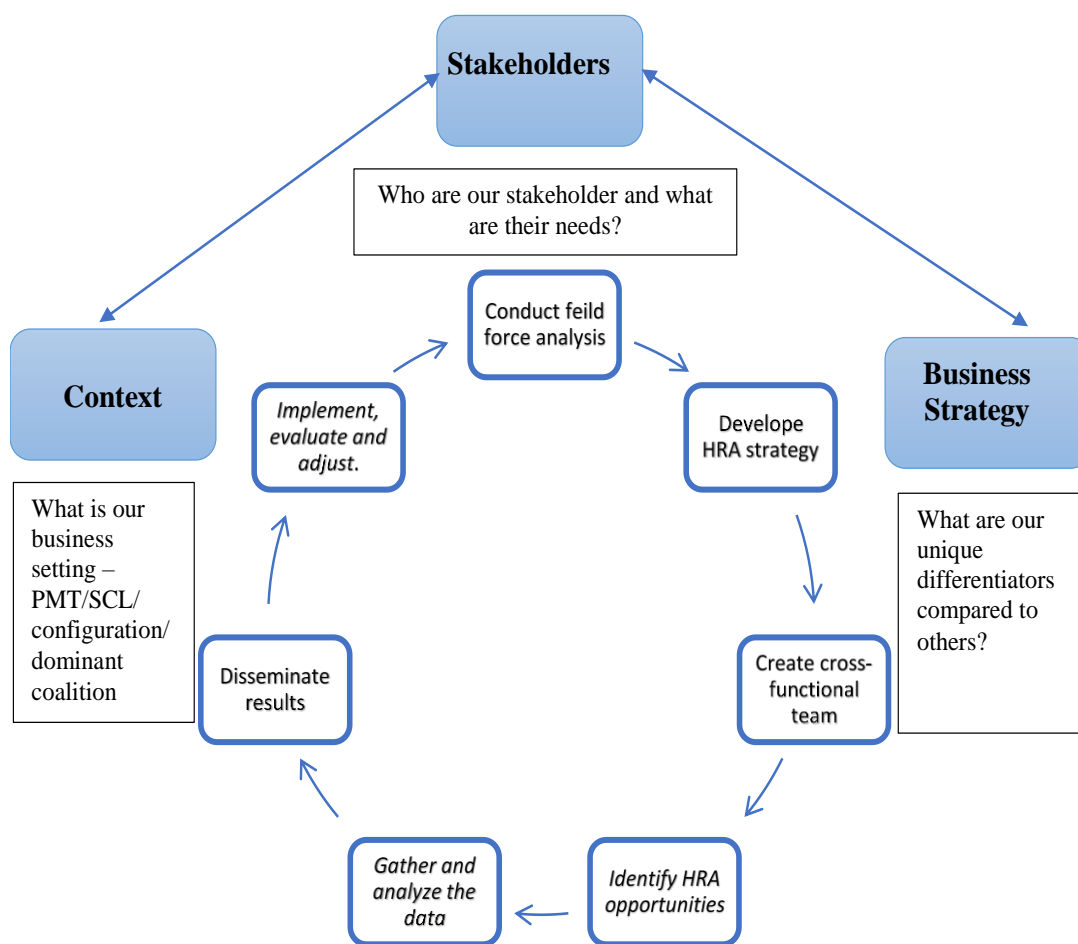 Stakeholders
Who are our stakeholder and what
are their needs?
Context
What is our
business
setting –
PMT/SCL/
configuration/
dominant
coalition
Business
Strategy
What are our
unique
differentiators
compared to
others?
Conduct feild
force analysis
Develope
HRA strategy
Create cross-
functional
team
Identify HRA
opportunities
Gather and
analyze the
data
Disseminate
results
Implement,
evaluate and
adjust.